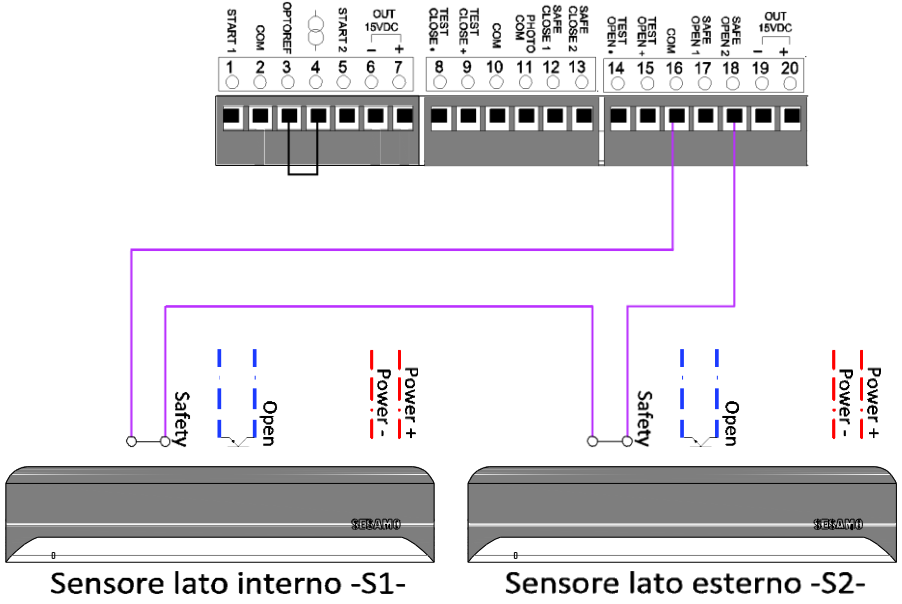 START 1
COM
OPTOREF
START 2
OUT
15VDC
-
+
TEST
CLOSE -
TEST
CLOSE +
COM
PHOTO
COM
SAFE
CLOSE 1
SAFE
CLOSE 2
TEST
OPEN -
TEST
OPEN +
COM
SAFE
OPEN 1
SAFE
OPEN 2
OUT
15VDC
-
+
1 2 3 4 5 6 7 8 9 10 11 12 13 14 15 16 17 18 19 20
Safety
Open
Power -
Power +
Safety
Open
Power -
Power +
SESAMO
SESAMO
Sensore lato interno -S1-
Sensore lato esterno -S2-